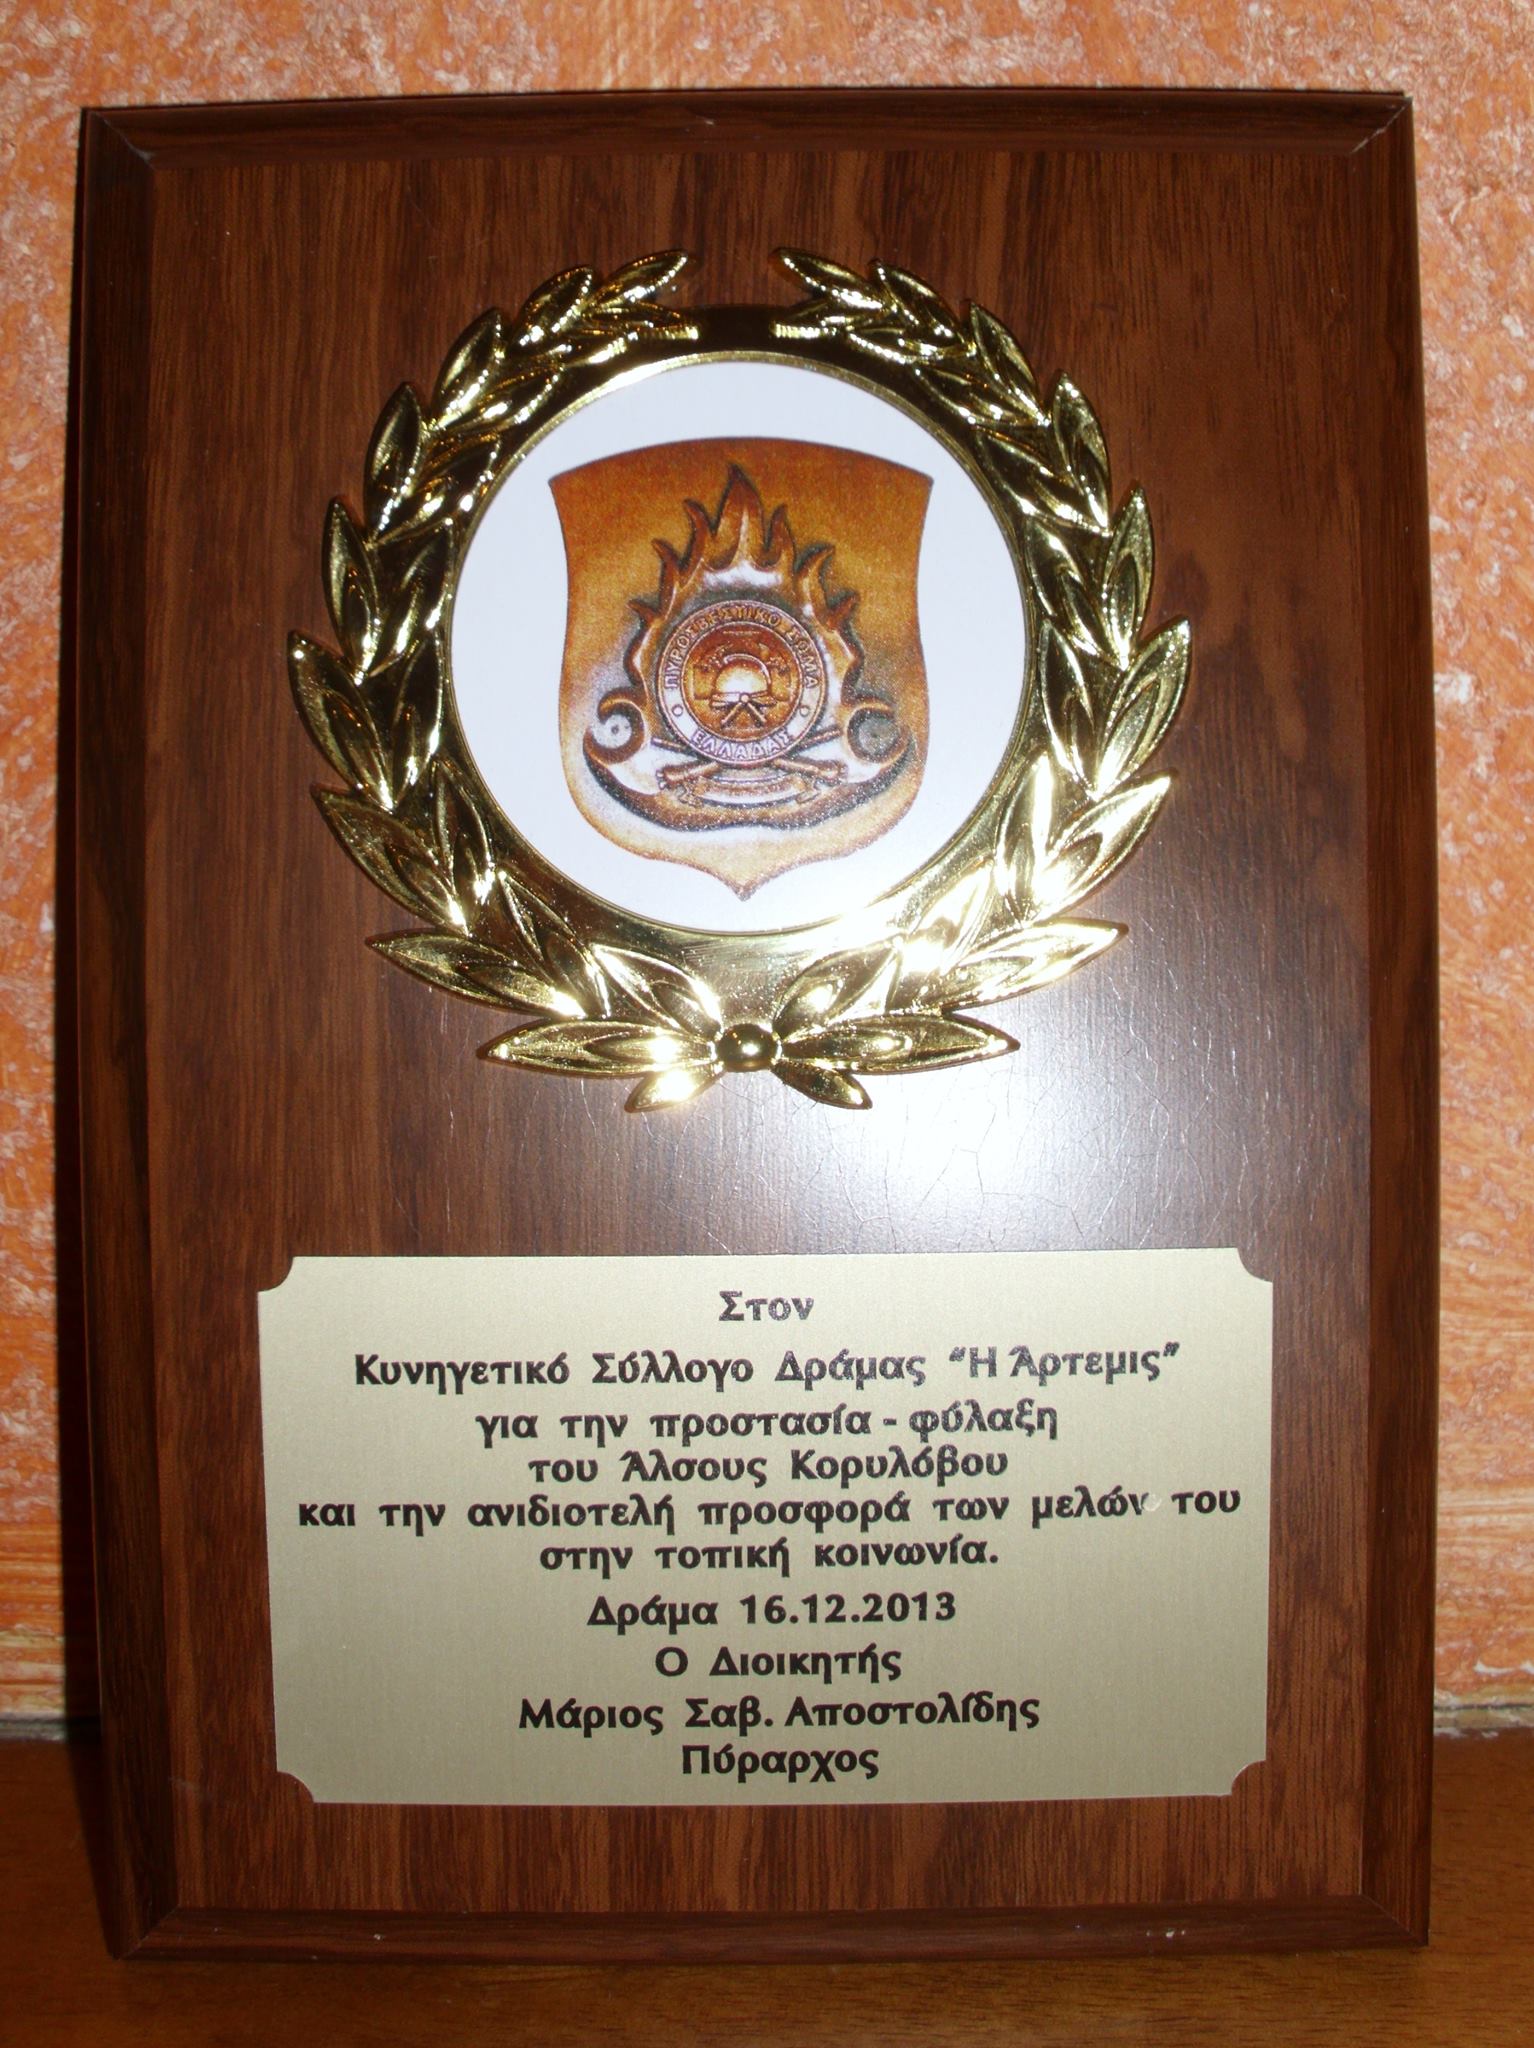 ΠΥΡΟΣΒΕΣΤΙΚΟ ΣΩΜΑ
ΕΛΛΑΔΑΣ
Στον
Κυνηγετικό Σύλλογο Δράμας “Η Άρτεμις”
για την προστασία - φύλαξη
του Άλσους Κορυλόβου
και την ανιδιοτελή προσφορά των μελών του
στην τοπική κοινωνία.
Δράμα 16.12.2013
Ο Διοικητής
Μάριος Σαβ. Αποστολίδης
Πύραρχος